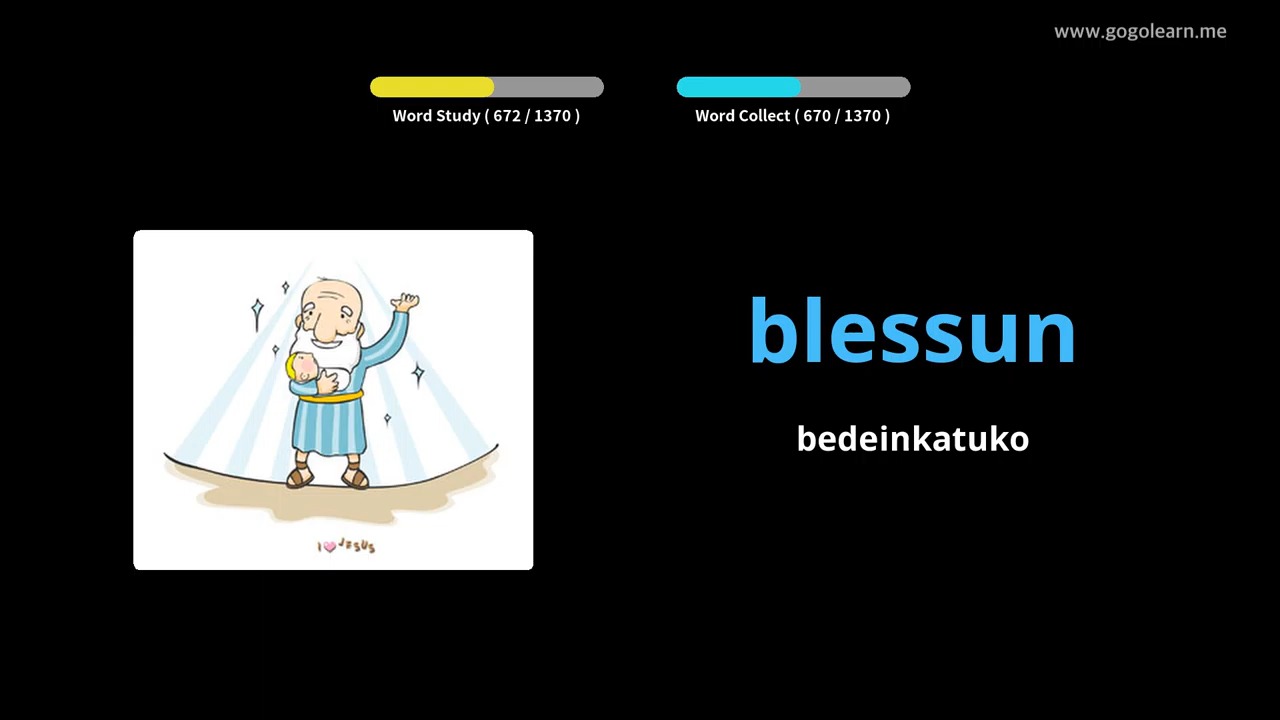 www.gogolearn.me
Word Study ( 672 / 1370 )
Word Collect ( 670 / 1370 )
blessun
bedeinkatuko
I JESUS